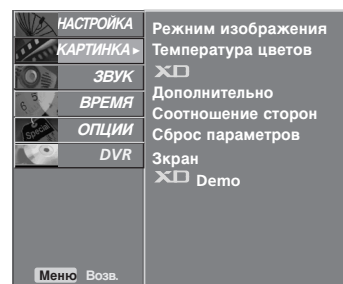 НАСТРОЙКА
КАРТИНКА ►
ЗВУК
ВРЕМЯ
ОПЦИИ
DVR
Меню Возв.
Режим изображения
Температура цветов
XD
Дополнительно
Соотношение сторон
Сброс параметров
Зкран
XD Demo